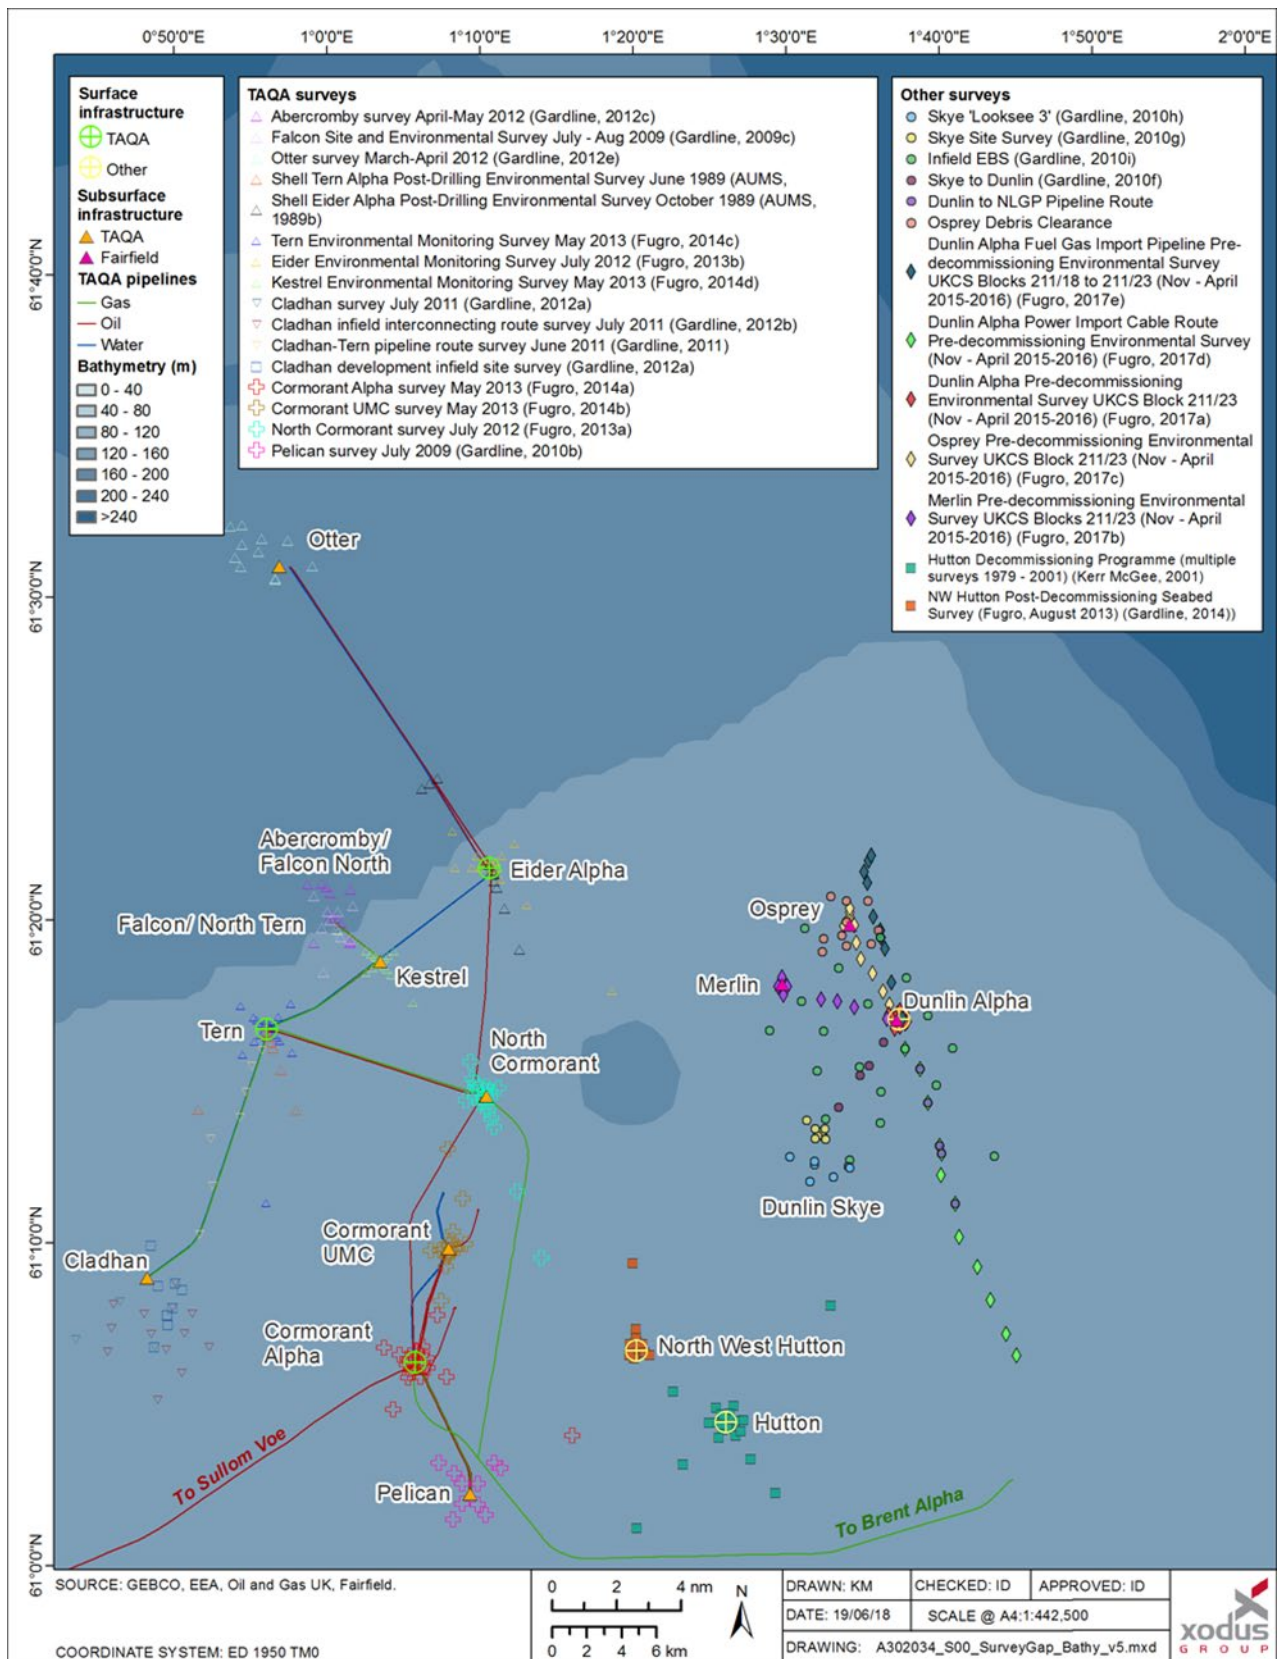 0°50'0"E 1°0'0"E 1°10'0"E 1°20'0"E 1°30'0"E 1°40'0"E 1°50'0"E 2°0'0"E
61°40'0"N
61°30'0"N
61°20'0"N
61°10'0"N
61°0'0"N
Surface
infrastructure
TAQA
Other
Subsurface
infrastructure
TAQA
Fairfield
TAQA pipelines
Gas
Oil
Water
Bathymetry (m)
0 - 40
40 - 80
80 - 120
120 - 160
160 - 200
200 - 240
>240
TAQA surveys
Abercromby survey April-May 2012 (Gardline, 2012c)
Falcon Site and Environmental Survey July - Aug 2009 (Gardline, 2009c)
Otter survey March-April 2012 (Gardline, 2012e)
Shell Tern Alpha Post-Drilling Environmental Survey June 1989 (AUMS,
Shell Eider Alpha Post-Drilling Environmental Survey October 1989 (AUMS,
1989b)
Tern Environmental Monitoring Survey May 2013 (Fugro, 2014c)
Eider Environmental Monitoring Survey July 2012 (Fugro, 2013b)
Kestrel Environmental Monitoring Survey May 2013 (Fugro, 2014d)
Cladhan survey July 2011 (Gardline, 2012a)
Cladhan infield interconnecting route survey July 2011 (Gardline, 2012b)
Cladhan-Tern pipeline route survey June 2011 (Gardline, 2011)
Cladhan development infield site survey (Gardline, 2012a)
Cormorant Alpha survey May 2013 (Fugro, 2014a)
Cormorant UMC survey May 2013 (Fugro, 2014b)
North Cormorant survey July 2012 (Fugro, 2013a)
Pelican survey July 2009 (Gardline, 2010b)
Other surveys
Skye 'Looksee 3' (Gardline, 2010h)
Skye Site Survey (Gardline, 2010g)
Infield EBS (Gardline, 2010i)
Skye to Dunlin (Gardline, 2010f)
Dunlin to NLGP Pipeline Route
Osprey Debris Clearance
Dunlin Alpha Fuel Gas Import Pipeline Pre-
decommissioning Environmental Survey
UKCS Blocks 211/18 to 211/23 (Nov - April
2015-2016) (Fugro, 2017e)
Dunlin Alpha Power Import Cable Route
Pre-decommissioning Environmental Survey
(Nov - April 2015-2016) (Fugro, 2017d)
Dunlin Alpha Pre-decommissioning
Environmental Survey UKCS Block 211/23
(Nov - April 2015-2016) (Fugro, 2017a)
Osprey Pre-decommissioning Environmental
Survey UKCS Block 211/23 (Nov - April
2015-2016) (Fugro, 2017c)
Merlin Pre-decommissioning Environmental
Survey UKCS Blocks 211/23 (Nov - April
2015-2016) (Fugro, 2017b)
Hutton Decommissioning Programme (multiple
surveys 1979 - 2001) (Kerr McGee, 2001)
NW Hutton Post-Decommissioning Seabed
Survey (Fugro, August 2013) (Gardline, 2014))
Otter
Abercromby/
Falcon North
Eider Alpha
Falcon/ North Tern
Kestrel
Osprey
Merlin
Dunlin Alpha
Tern
North
Cormorant
Dunlin Skye
Cormorant
UMC
Cladhan
Cormorant
Alpha
North West Hutton
Hutton
To Sullom Voe
Pelican
To Brent Alpha
SOURCE: GEBCO, EEA, Oil and Gas UK, Fairfield.
COORDINATE SYSTEM: ED 1950 TM0
0 2 4 nm
0 2 4 6 km
N
DRAWN: KM CHECKED: ID APPROVED: ID
DATE: 19/06/18 SCALE @ A4:1:442,500
DRAWING: A302034_S00_SurveyGap_Bathy_v5.mxd
xodus
GROUP